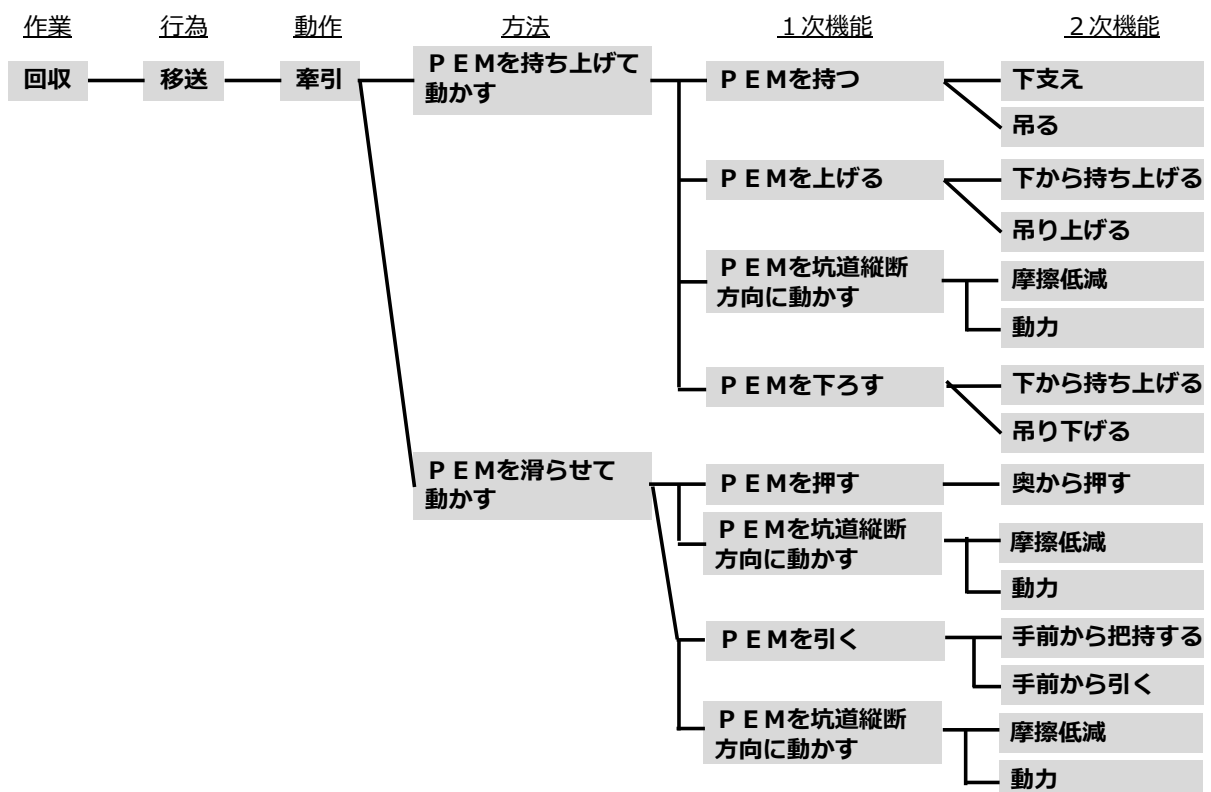 作業 行為 動作 方法 １次機能 ２次機能
回収 移送 牽引 ＰＥＭを持ち上げて ＰＥＭを持つ 下支え
動かす
吊る
ＰＥＭを上げる 下から持ち上げる
吊り上げる
ＰＥＭを坑道縦断 摩擦低減
方向に動かす
動力
ＰＥＭを下ろす 下から持ち上げる
吊り下げる
ＰＥＭを滑らせて ＰＥＭを押す 奥から押す
動かす
ＰＥＭを坑道縦断 摩擦低減
方向に動かす
動力
ＰＥＭを引く 手前から把持する
手前から引く
ＰＥＭを坑道縦断 摩擦低減
方向に動かす
動力